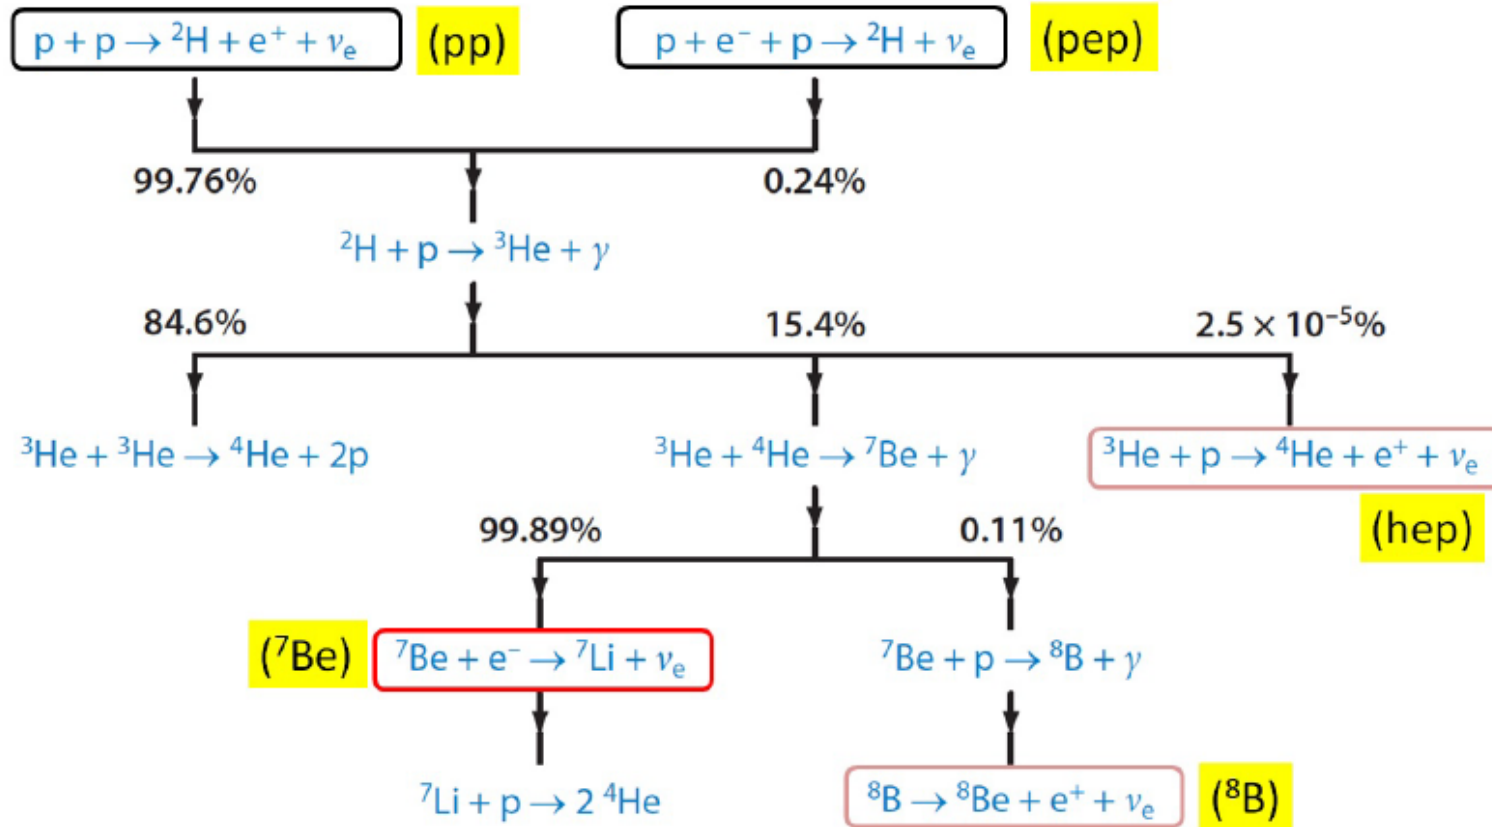 p + p → ²H + e⁺ + νₑ (pp) p + e⁻ + p → ²H + νₑ (pep)
99.76% 0.24%
²H + p → ³He + γ
84.6% 15.4% 2.5 × 10⁻⁵%
³He + ³He → ⁴He + 2p ³He + ⁴He → ⁷Be + γ ³He + p → ⁴He + e⁺ + νₑ
99.89% 0.11% (hep)
(⁷Be) ⁷Be + e⁻ → ⁷Li + νₑ ⁷Be + p → ⁸B + γ
⁷Li + p → 2 ⁴He ⁸B → ⁸Be + e⁺ + νₑ (⁸B)